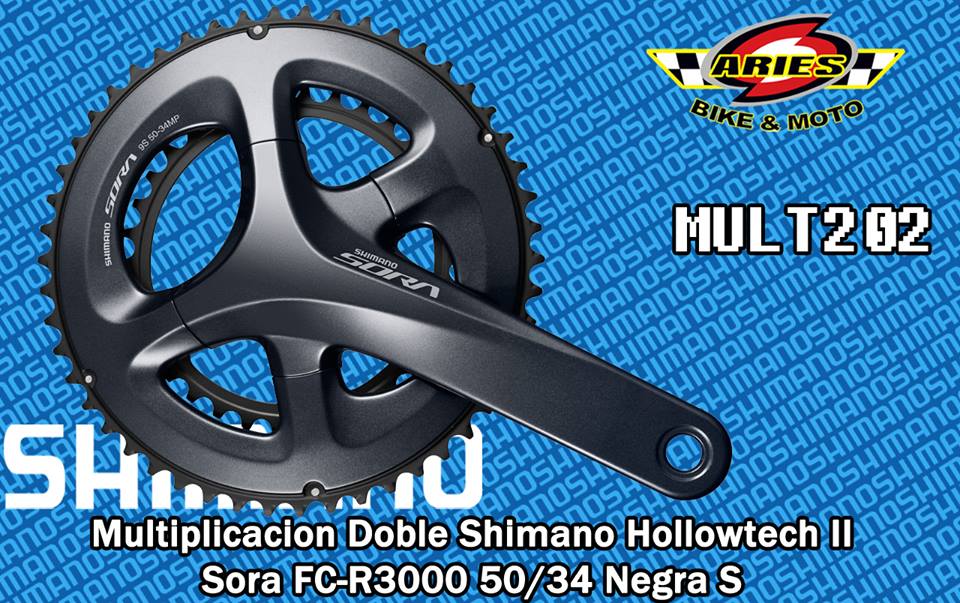 ARIES
BIKE & MOTO
MULT202
SHIMANO SORA 9S 50-34MP
SHIMANO
SORA
SHIMANO
Multiplicacion Doble Shimano Hollowtech II
Sora FC-R3000 50/34 Negra S